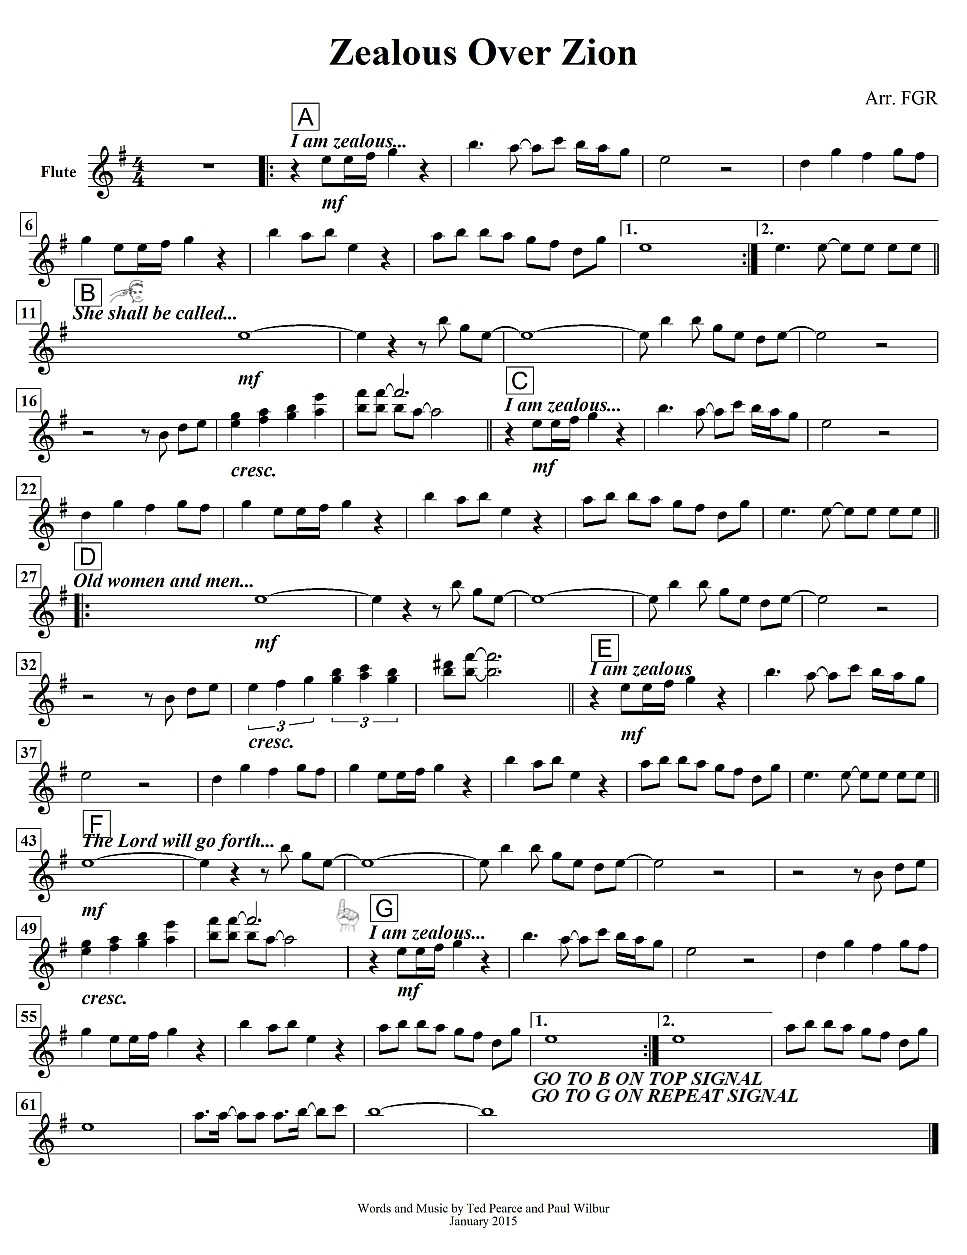 Zealous Over Zion
Arr. FGR
A
I am zealous...
Flute
mf
6
1.
2.
B
She shall be called...
11
mf
C
I am zealous...
16
cresc.
mf
22
D
Old women and men...
27
mf
E
I am zealous
32
3
3
cresc.
mf
37
F
The Lord will go forth...
43
mf
G
I am zealous...
49
cresc.
mf
55
1.
2.
GO TO B ON TOP SIGNAL
GO TO G ON REPEAT SIGNAL
61
Words and Music by Ted Pearce and Paul Wilbur
January 2015